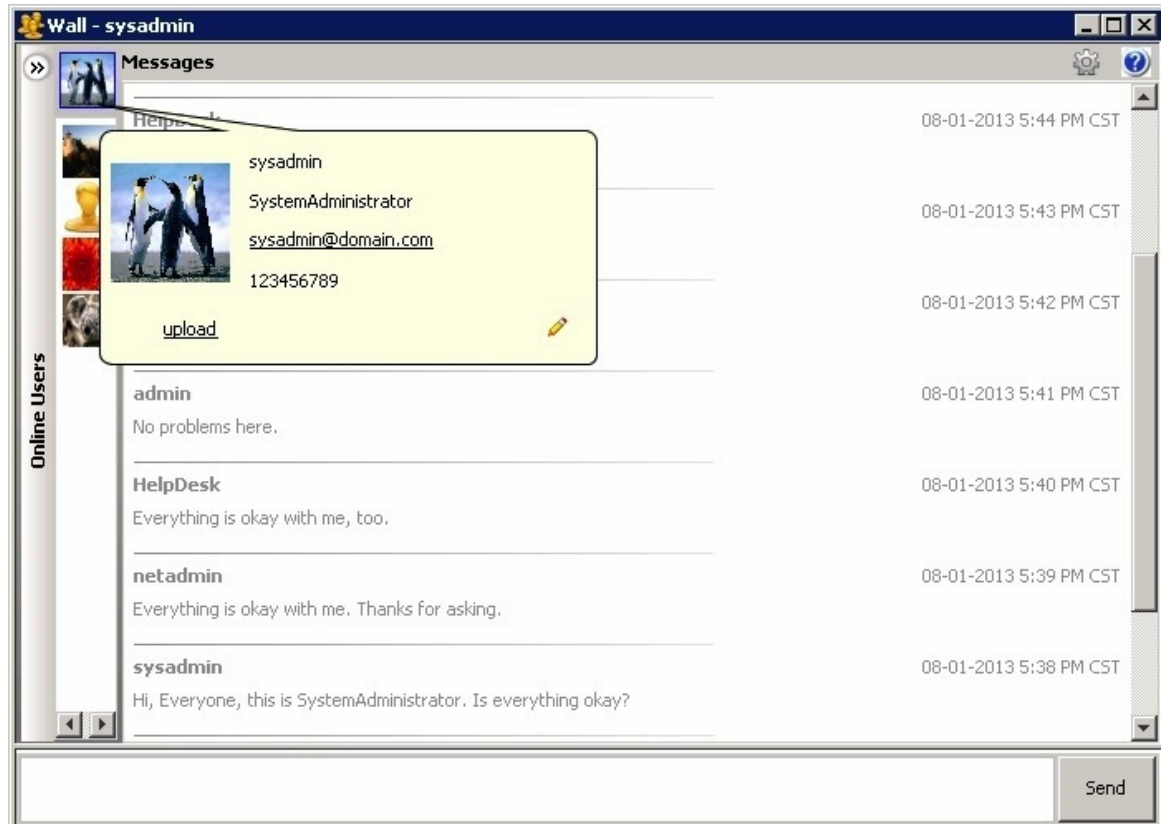 Wall - sysadmin
Messages
08-01-2013 5:44 PM CST
sysadmin
SystemAdministrator
sysadmin@domain.com
123456789
upload
08-01-2013 5:43 PM CST
08-01-2013 5:42 PM CST
Online Users
admin 08-01-2013 5:41 PM CST
No problems here.
HelpDesk 08-01-2013 5:40 PM CST
Everything is okay with me, too.
netadmin 08-01-2013 5:39 PM CST
Everything is okay with me. Thanks for asking.
sysadmin 08-01-2013 5:38 PM CST
Hi, Everyone, this is SystemAdministrator. Is everything okay?
Send